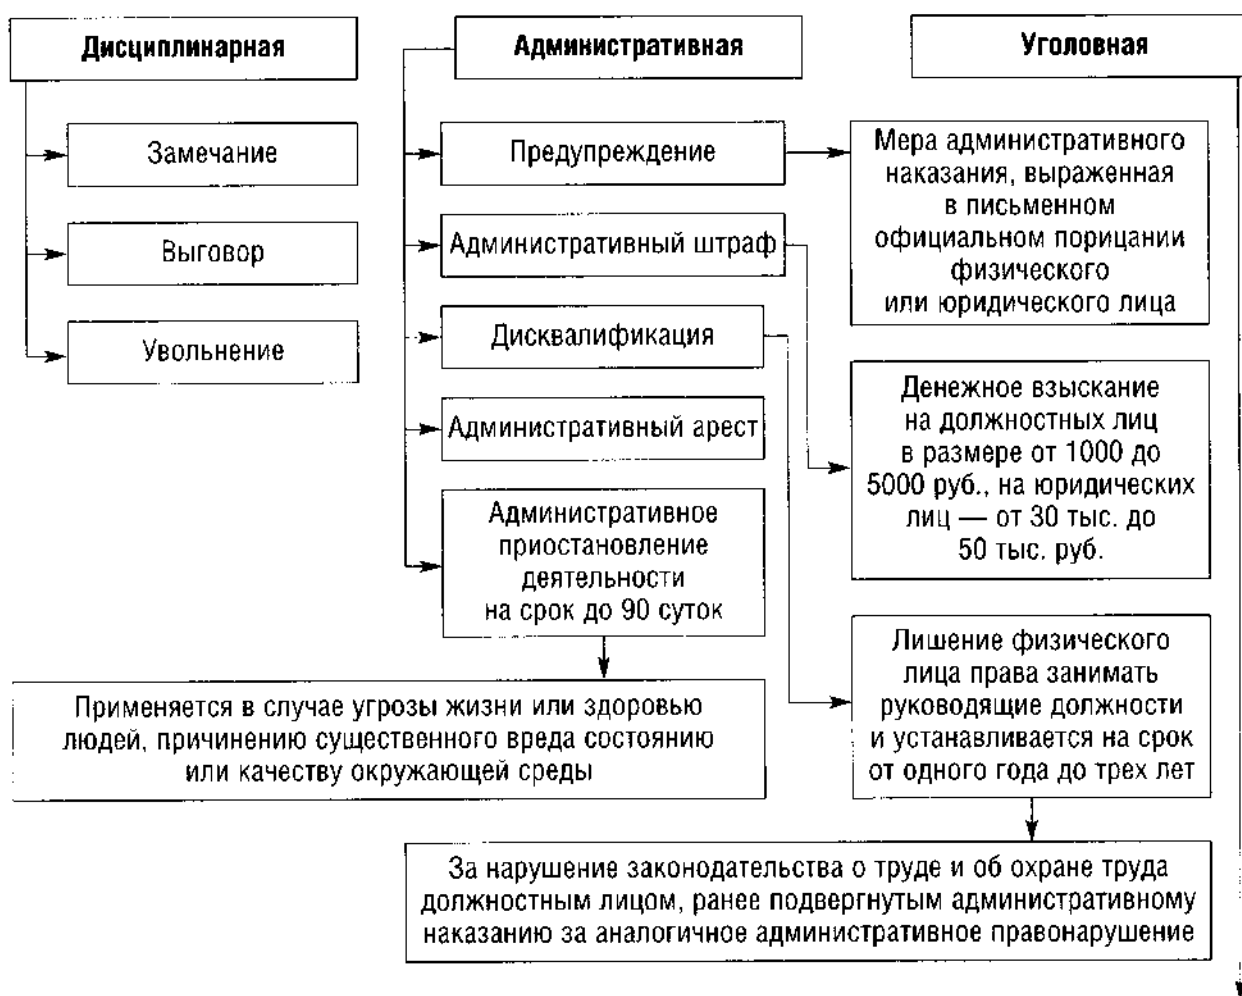 Дисциплинарная
Административная
Уголовная
Замечание
Выговор
Увольнение
Предупреждение
Административный штраф
Дисквалификация
Административный арест
Административное
приостановление
деятельности
на срок до 90 суток
Применяется в случае угрозы жизни или здоровью
людей, причинению существенного вреда состоянию
или качеству окружающей среды
Мера административного
наказания, выраженная
в письменном
официальном порицании
физического
или юридического лица
Денежное взыскание
на должностных лиц
в размере от 1000 до
5000 руб., на юридических
лиц — от 30 тыс. до
50 тыс. руб.
Лишение физического
лица права занимать
руководящие должности
и устанавливается на срок
от одного года до трех лет
За нарушение законодательства о труде и об охране труда
должностным лицом, ранее подвергнутым административному
наказанию за аналогичное административное правонарушение